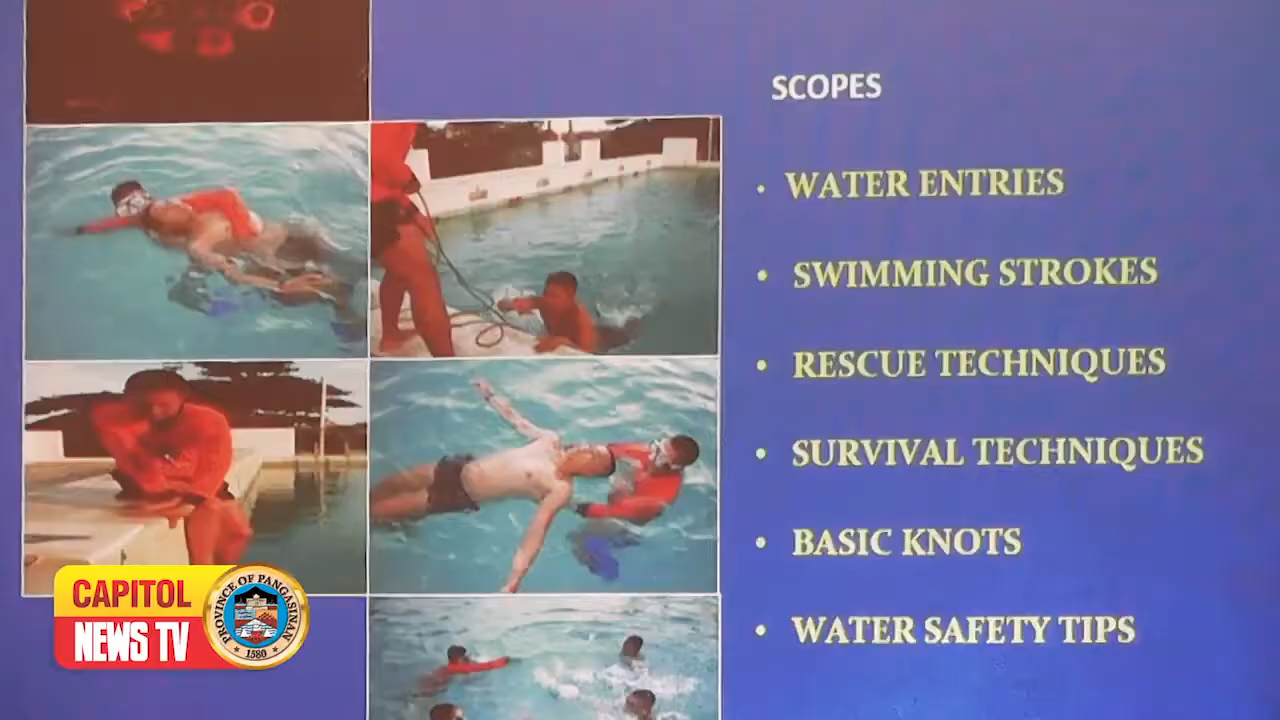 SCOPES
• WATER ENTRIES
• SWIMMING STROKES
• RESCUE TECHNIQUES
• SURVIVAL TECHNIQUES
• BASIC KNOTS
• WATER SAFETY TIPS
CAPITOL
NEWS TV
PROVINCE OF PANGASINAN
1580